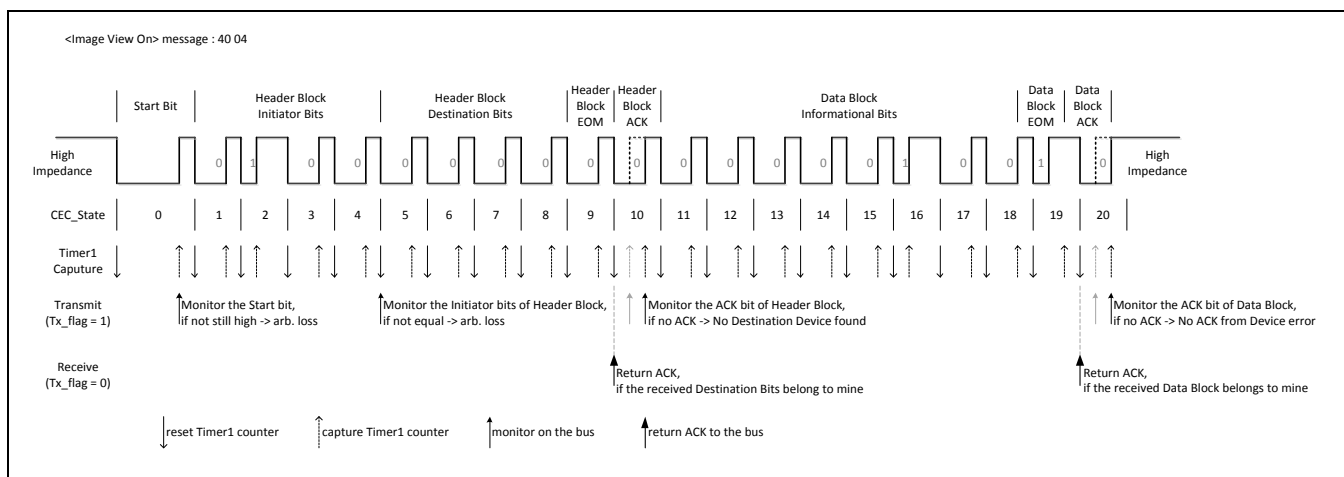 <Image View On> message : 40 04
Start Bit
Header Block
Initiator Bits
Header Block
Destination Bits
Header
Block
EOM
Header
Block
ACK
Data Block
Informational Bits
Data
Block
EOM
Data
Block
ACK
High
Impedance
0 1 0 0 0 0 0 0 0 0 0 0 0 0 0 1 0 0 1 0
High
Impedance
CEC_State 0 1 2 3 4 5 6 7 8 9 10 11 12 13 14 15 16 17 18 19 20
Timer1
Caputure
Transmit
(Tx_flag = 1)
Monitor the Start bit,
if not still high -> arb. loss
Monitor the Initiator bits of Header Block,
if not equal -> arb. loss
Monitor the ACK bit of Header Block,
if no ACK -> No Destination Device found
Monitor the ACK bit of Data Block,
if no ACK -> No ACK from Device error
Receive
(Tx_flag = 0)
Return ACK,
if the received Destination Bits belong to mine
Return ACK,
if the received Data Block belongs to mine
reset Timer1 counter
capture Timer1 counter
monitor on the bus
return ACK to the bus